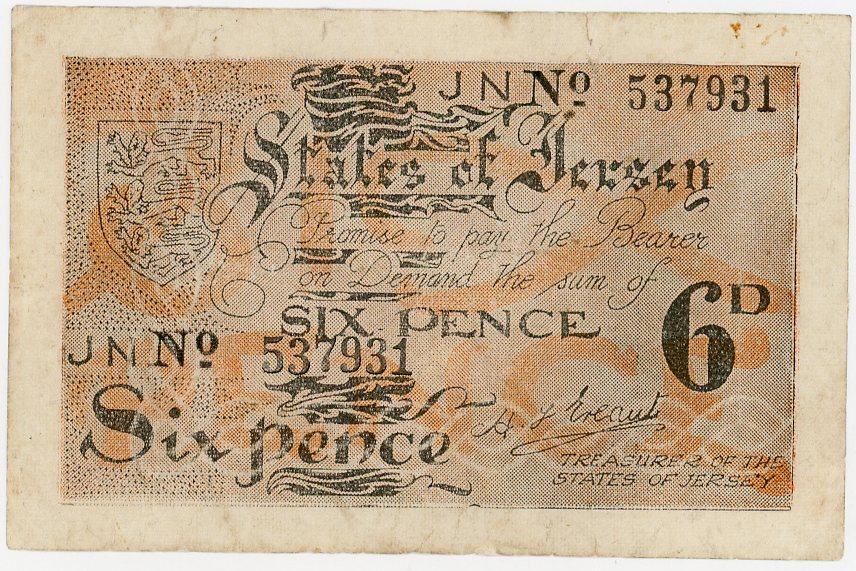 JN No 537931
States of Jersey
Promise to pay the Bearer
on Demand the sum of
SIX PENCE
6D
JN No 537931
Six pence
TREASURER OF THE
STATES OF JERSEY